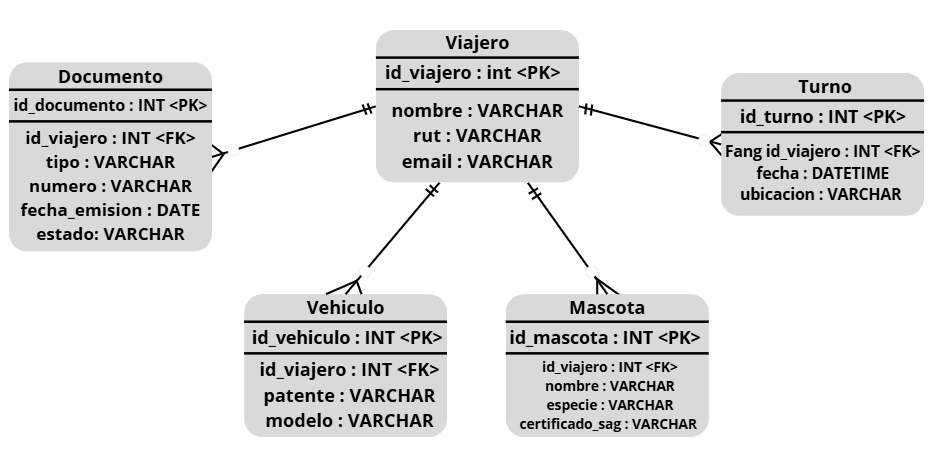 Viajero
id_viajero : int <PK>
nombre : VARCHAR
rut : VARCHAR
email : VARCHAR
Documento
id_documento : INT <PK>
id_viajero : INT <FK>
tipo : VARCHAR
numero : VARCHAR
fecha_emision : DATE
estado: VARCHAR
Turno
id_turno : INT <PK>
Fang id_viajero : INT <FK>
fecha : DATETIME
ubicacion : VARCHAR
Vehiculo
id_vehiculo : INT <PK>
id_viajero : INT <FK>
patente : VARCHAR
modelo : VARCHAR
Mascota
id_mascota : INT <PK>
id_viajero : INT <FK>
nombre : VARCHAR
especie : VARCHAR
certificado_sag : VARCHAR